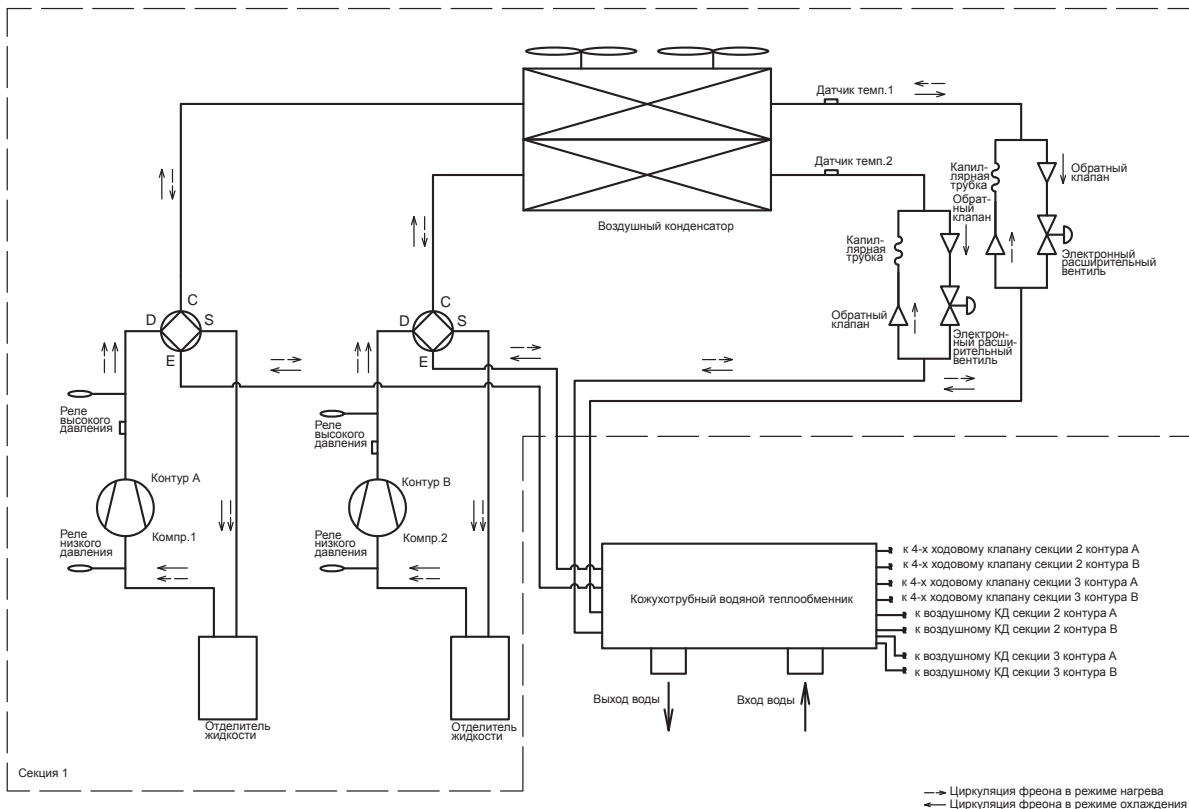 Датчик темп.1
Датчик темп.2
Воздушный конденсатор
Капил-
лярная
трубка
Обрат-
ный
клапан
Обратный
клапан
Электронный
расширительный
вентиль
Капил-
лярная
трубка
Обратный
клапан
Электрон-
ный расши-
рительный
вентиль
C
D
S
E
C
D
S
E
Реле
высокого
давления
Контур А
Реле
низкого
давления
Компр.1
Реле
высокого
давления
Контур В
Реле
низкого
давления
Компр.2
Отделитель
жидкости
Отделитель
жидкости
Кожухотрубный водяной теплообменник
к 4-х ходовому клапану секции 2 контура А
к 4-х ходовому клапану секции 2 контура В
к 4-х ходовому клапану секции 3 контура А
к 4-х ходовому клапану секции 3 контура В
к воздушному КД секции 2 контура А
к воздушному КД секции 2 контура В
к воздушному КД секции 3 контура А
к воздушному КД секции 3 контура В
Выход воды
Вход воды
Секция 1
Циркуляция фреона в режиме нагрева
Циркуляция фреона в режиме охлаждения